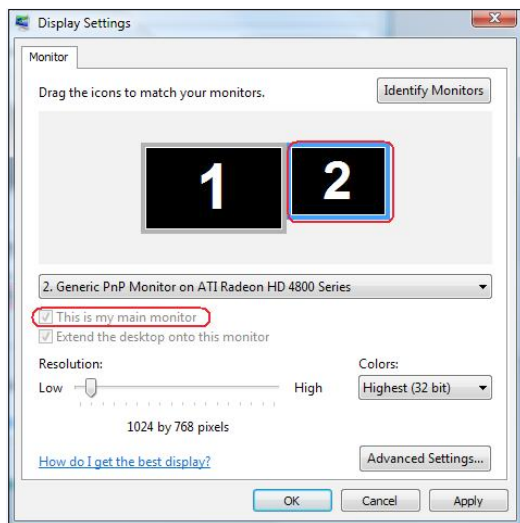 Display Settings
Monitor
Drag the icons to match your monitors.
Identify Monitors
1
2
2. Generic PnP Monitor on ATI Radeon HD 4800 Series
This is my main monitor
Extend the desktop onto this monitor
Resolution:
Colors:
Low
High
Highest (32 bit)
1024 by 768 pixels
How do I get the best display?
Advanced Settings...
OK
Cancel
Apply